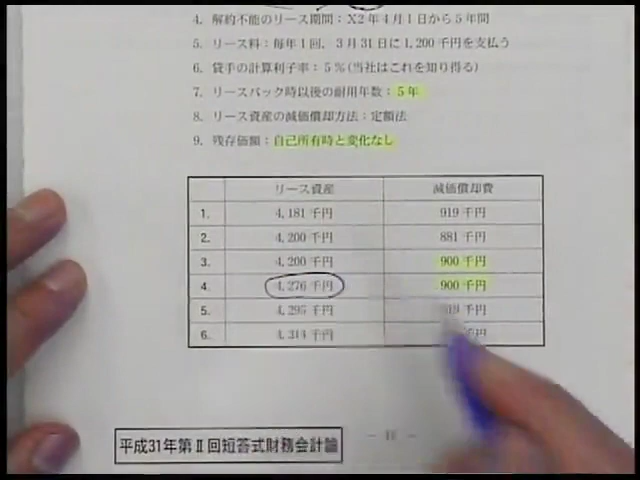 4. 解約不能のリース期間：X2年4月1日から5年間
5. リース料：毎年1回、3月31日に1,200千円を支払う
6. 貸手の計算利子率：5％(当社はこれを知り得る)
7. リースバック時以後の耐用年数：5年
8. リース資産の減価償却方法：定額法
9. 残存価額：自己所有時と変化なし
リース資産 減価償却費
1. 4,181千円 919千円
2. 4,200千円 881千円
3. 4,200千円 900千円
4. 4,276千円 900千円
5. 4,295千円 千円
6. 4,314千円 千円
平成31年第Ⅱ回短答式財務会計論